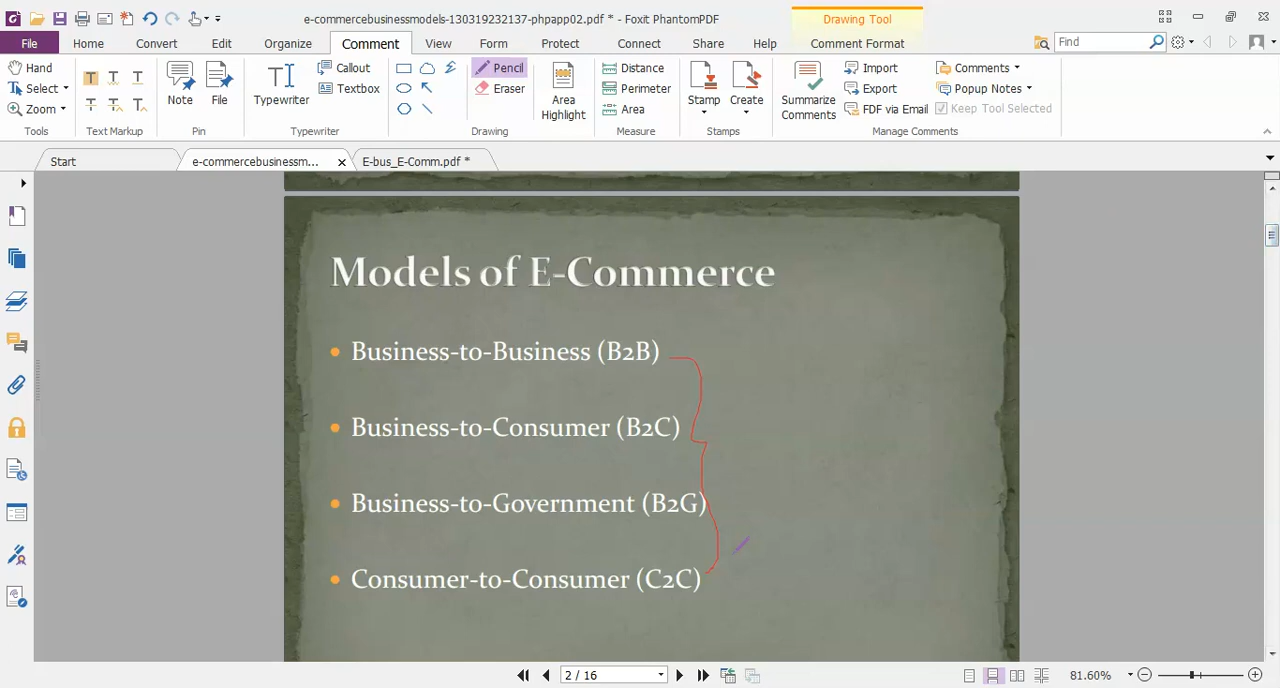 e-commercebusinessmodels-130319232137-phpapp02.pdf * - Foxit PhantomPDF
Drawing Tool
File Home Convert Edit Organize Comment View Form Protect Connect Share Help Comment Format Find
Hand
Select
Zoom
Tools
Text Markup
Note
File
Pin
Typewriter
Callout
Textbox
Typewriter
Pencil
Eraser
Drawing
Area Highlight
Distance
Perimeter
Area
Measure
Stamp
Create
Stamps
Summarize Comments
Import
Export
FDF via Email
Comments
Popup Notes
Keep Tool Selected
Manage Comments
Start
e-commercebusinessm...
E-bus_E-Comm.pdf *
Models of E-Commerce
• Business-to-Business (B2B)
• Business-to-Consumer (B2C)
• Business-to-Government (B2G)
• Consumer-to-Consumer (C2C)
2 / 16
81.60%